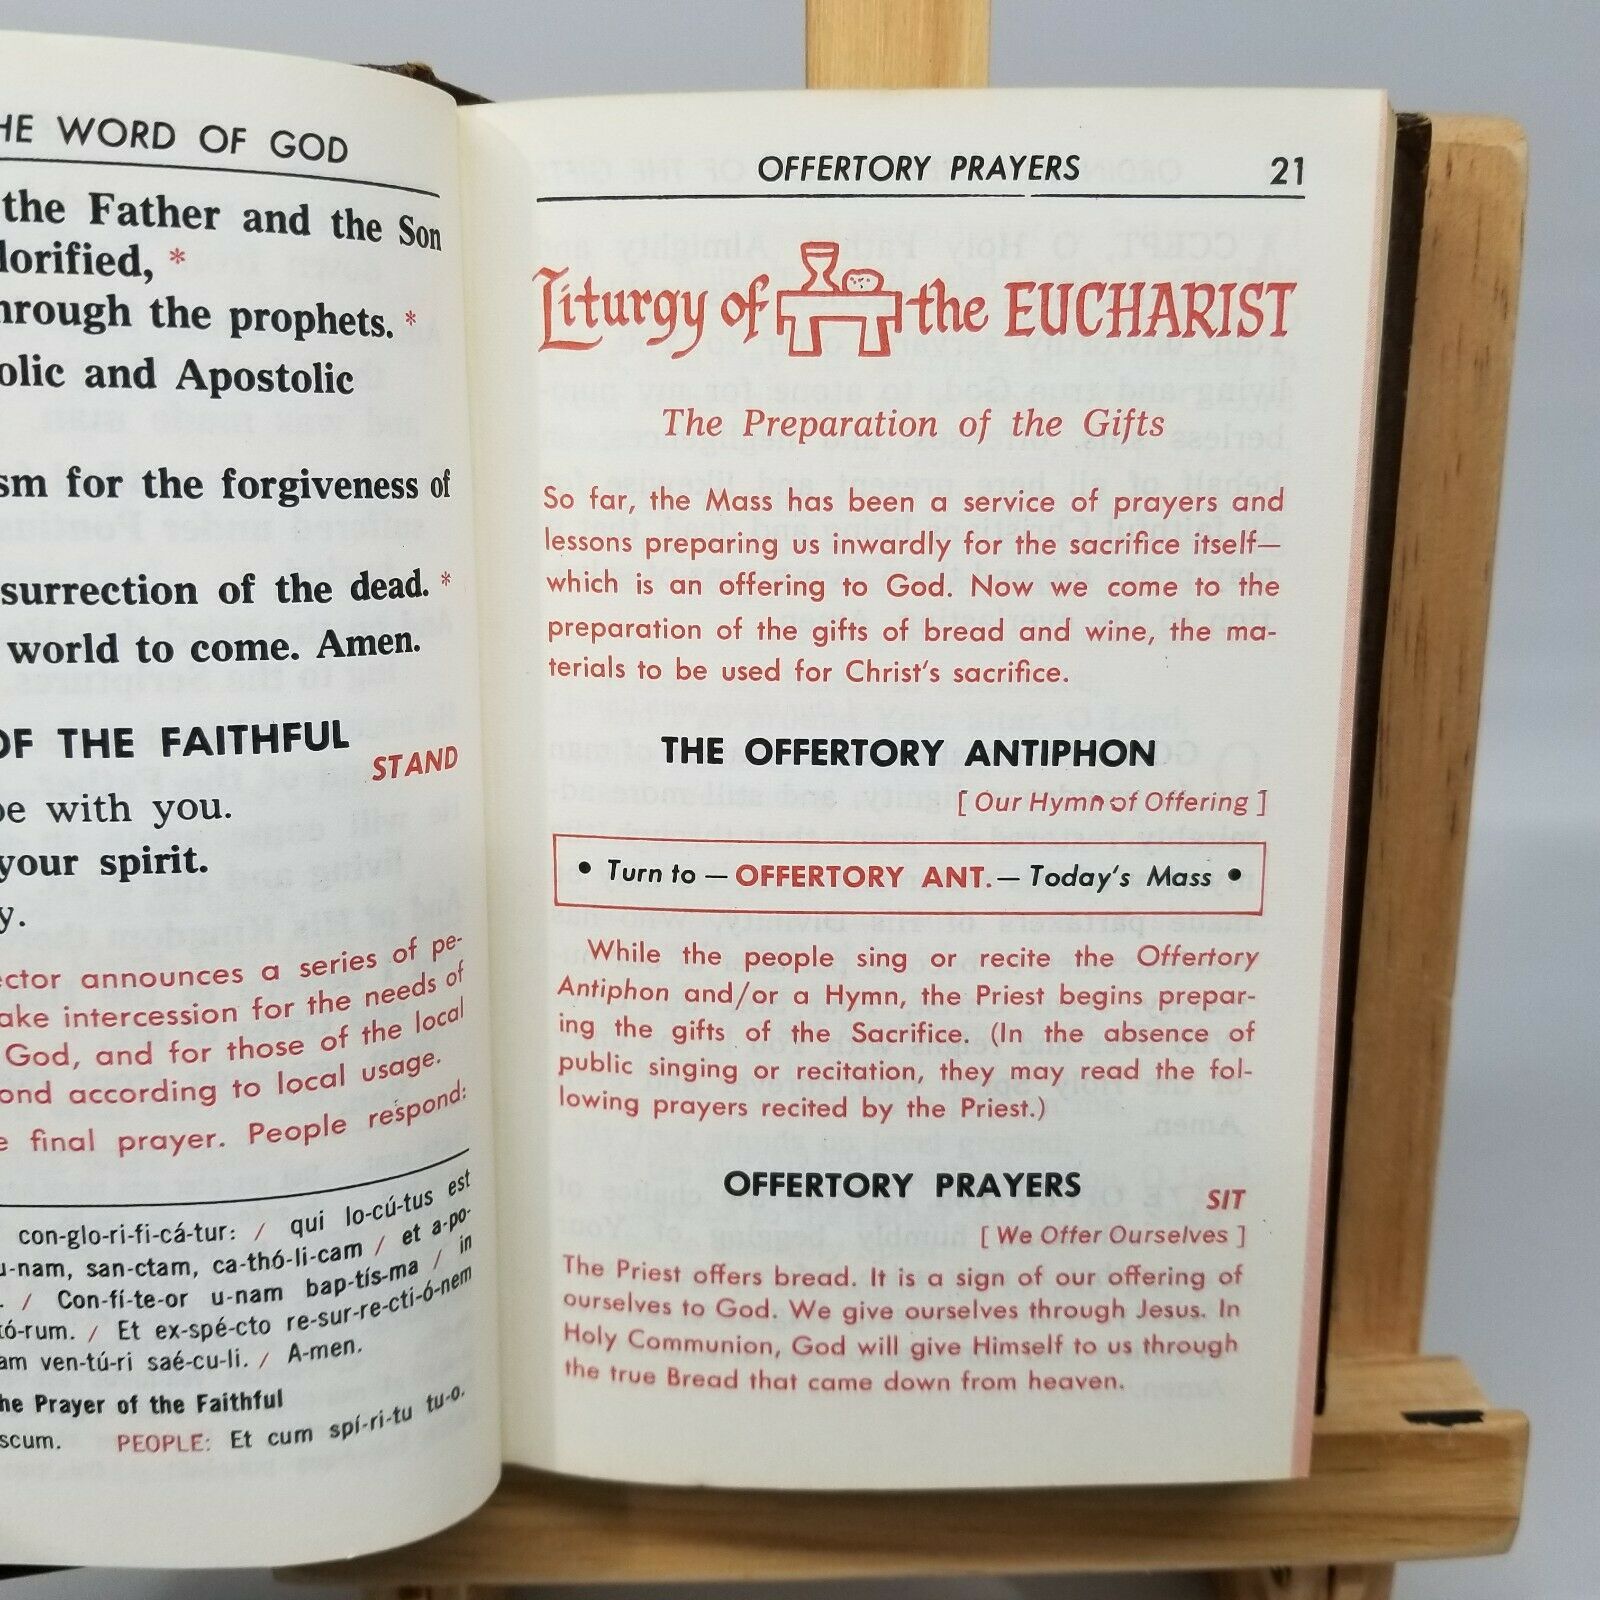 HE WORD OF GOD
the Father and the Son
lorified, *
hrough the prophets. *
olic and Apostolic
sm for the forgiveness of
surrection of the dead. *
world to come. Amen.
OF THE FAITHFUL
STAND
be with you.
your spirit.
y.
ector announces a series of pe-
ake intercession for the needs of
God, and for those of the local
ond according to local usage.
e final prayer. People respond:
con-glo-ri-fi-cá-tur: / qui lo-cú-tus est
u-nam, san-ctam, ca-thó-li-cam / et a-po-
. / Con-fí-te-or u-nam bap-tís-ma / in
tó-rum. / Et ex-spé-cto re-sur-re-cti-ó-nem
am ven-tú-ri saé-cu-li. / A-men.
he Prayer of the Faithful
scum. PEOPLE: Et cum spí-ri-tu tu-o.
OFFERTORY PRAYERS 21
Liturgy of the EUCHARIST
The Preparation of the Gifts
So far, the Mass has been a service of prayers and
lessons preparing us inwardly for the sacrifice itself—
which is an offering to God. Now we come to the
preparation of the gifts of bread and wine, the ma-
terials to be used for Christ's sacrifice.
THE OFFERTORY ANTIPHON
[ Our Hymn of Offering ]
• Turn to — OFFERTORY ANT. — Today's Mass •
While the people sing or recite the Offertory
Antiphon and/or a Hymn, the Priest begins prepar-
ing the gifts of the Sacrifice. (In the absence of
public singing or recitation, they may read the fol-
lowing prayers recited by the Priest.)
OFFERTORY PRAYERS
SIT
[ We Offer Ourselves ]
The Priest offers bread. It is a sign of our offering of
ourselves to God. We give ourselves through Jesus. In
Holy Communion, God will give Himself to us through
the true Bread that came down from heaven.